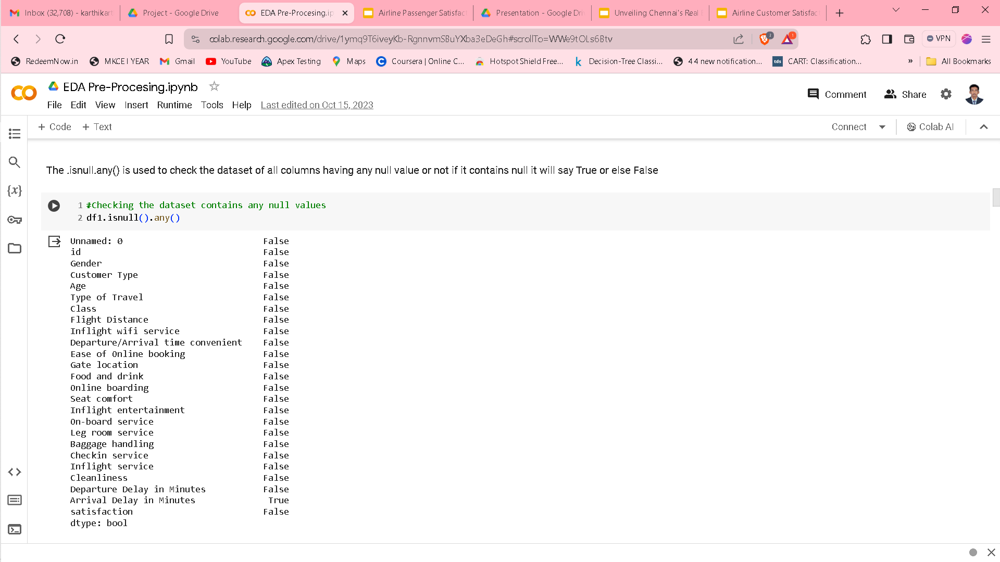 Inbox (32,708) - karthikart
Project - Google Drive
EDA Pre-Procesing.ip
Airline Passenger Satisfact
Presentation - Google Driv
Unveiling Chennai's Real
Airline Customer Satisfact
colab.research.google.com/drive/1ymq9T6iveyKb-RgnnvmSBuYXba3eDeGh#scrollTo=WWe9tOLs6Btv
2
1
VPN
RedeemNow.in
MKCE I YEAR
Gmail
YouTube
Apex Testing
Maps
Coursera | Online C...
Hotspot Shield Free...
Decision-Tree Classi...
4 4 new notification...
tds
CART: Classification...
»
All Bookmarks
EDA Pre-Procesing.ipynb
Comment
Share
File Edit View Insert Runtime Tools Help Last edited on Oct 15, 2023
+ Code + Text
Connect
Colab AI
The .isnull.any() is used to check the dataset of all columns having any null value or not if it contains null it will say True or else False
1 #Checking the dataset contains any null values
2 df1.isnull().any()
Unnamed: 0 False
id False
Gender False
Customer Type False
Age False
Type of Travel False
Class False
Flight Distance False
Inflight wifi service False
Departure/Arrival time convenient False
Ease of Online booking False
Gate location False
Food and drink False
Online boarding False
Seat comfort False
Inflight entertainment False
On-board service False
Leg room service False
Baggage handling False
Checkin service False
Inflight service False
Cleanliness False
Departure Delay in Minutes False
Arrival Delay in Minutes True
satisfaction False
dtype: bool
{x}